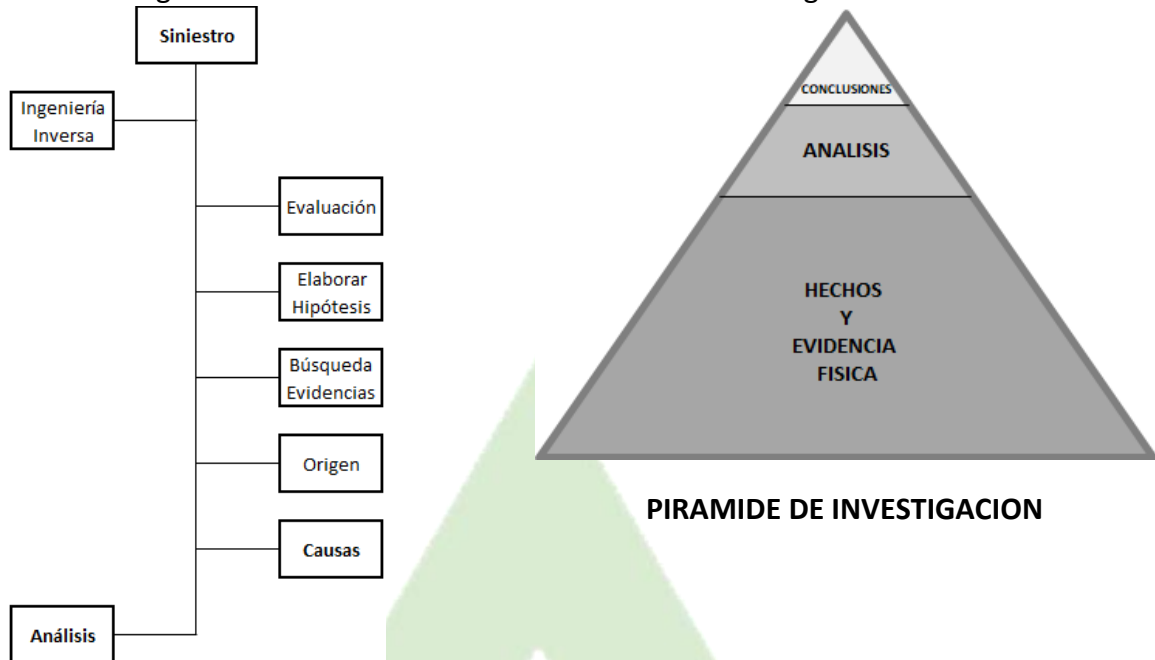 Siniestro
Ingeniería
Inversa
Evaluación
Elaborar
Hipótesis
Búsqueda
Evidencias
Origen
Causas
Análisis
CONCLUSIONES
ANALISIS
HECHOS
Y
EVIDENCIA
FISICA
PIRAMIDE DE INVESTIGACION